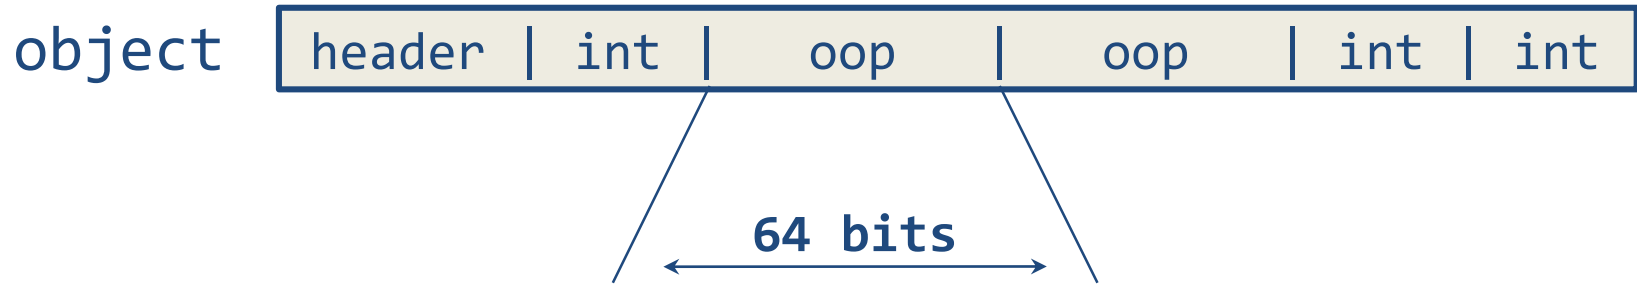 object header | int | oop | oop | int | int
64 bits